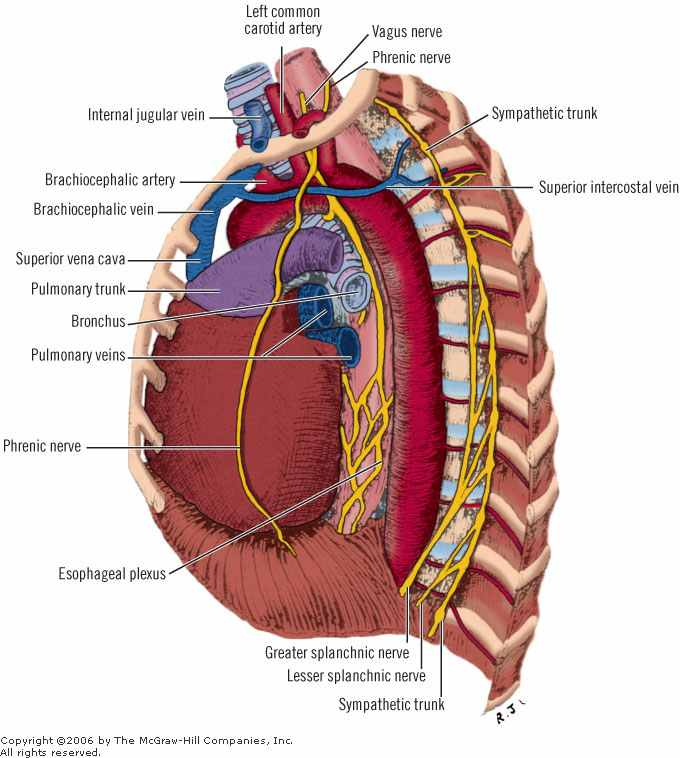 Left common
carotid artery
Vagus nerve
Phrenic nerve
Internal jugular vein
Sympathetic trunk
Brachiocephalic artery
Superior intercostal vein
Brachiocephalic vein
Superior vena cava
Pulmonary trunk
Bronchus
Pulmonary veins
Phrenic nerve
Esophageal plexus
Greater splanchnic nerve
Lesser splanchnic nerve
Sympathetic trunk
R.J.
Copyright ©2006 by The McGraw-Hill Companies, Inc.
All rights reserved.